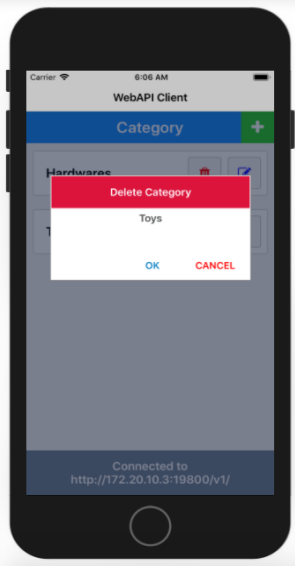 Carrier 6:06 AM
WebAPI Client
Category +
Hardwares
Delete Category
Toys
T
OK CANCEL
Connected to
http://172.20.10.3:19800/v1/